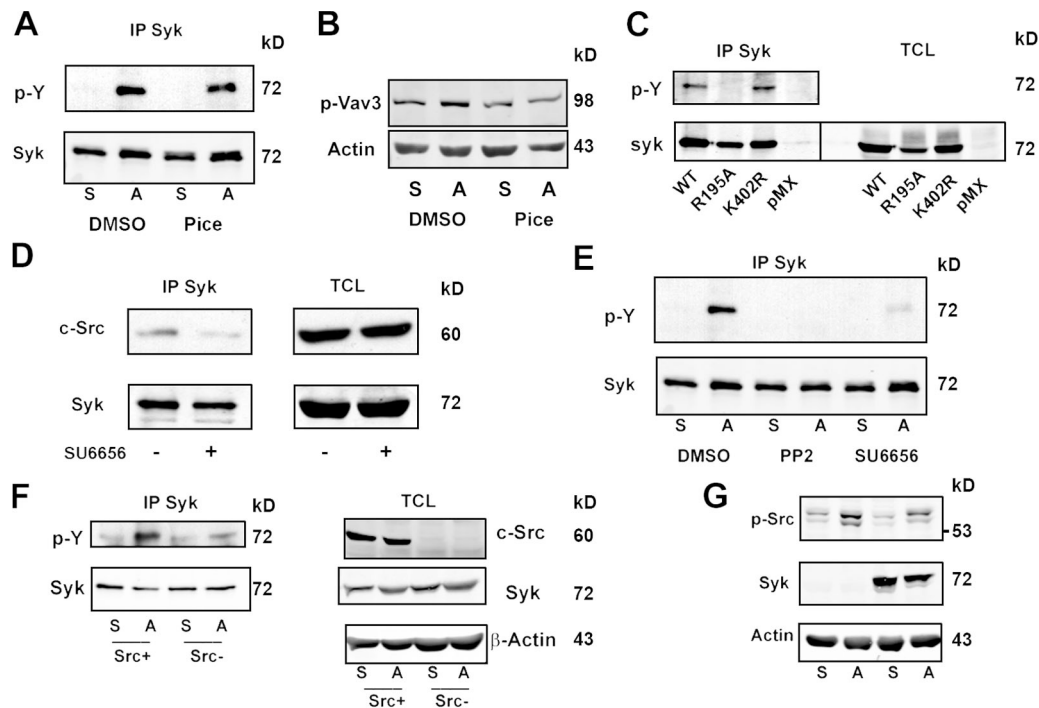 A
IP Syk
kD
p-Y
72
Syk
72
S A S A
DMSO Pice
B
kD
p-Vav3
98
Actin
43
S A S A
DMSO Pice
C
IP Syk TCL
kD
p-Y
72
syk
72
WT R195A K402R pMX WT R195A K402R pMX
D
IP Syk TCL
kD
c-Src
60
Syk
72
SU6656 - + - +
E
IP Syk
kD
p-Y
72
Syk
72
S A S A S A
DMSO PP2 SU6656
F
IP Syk
kD
p-Y
72
Syk
72
S A S A
Src+ Src-
TCL
kD
c-Src 60
Syk 72
β-Actin 43
S A S A
Src+ Src-
G
kD
p-Src
-53
Syk
72
Actin
43
S A S A